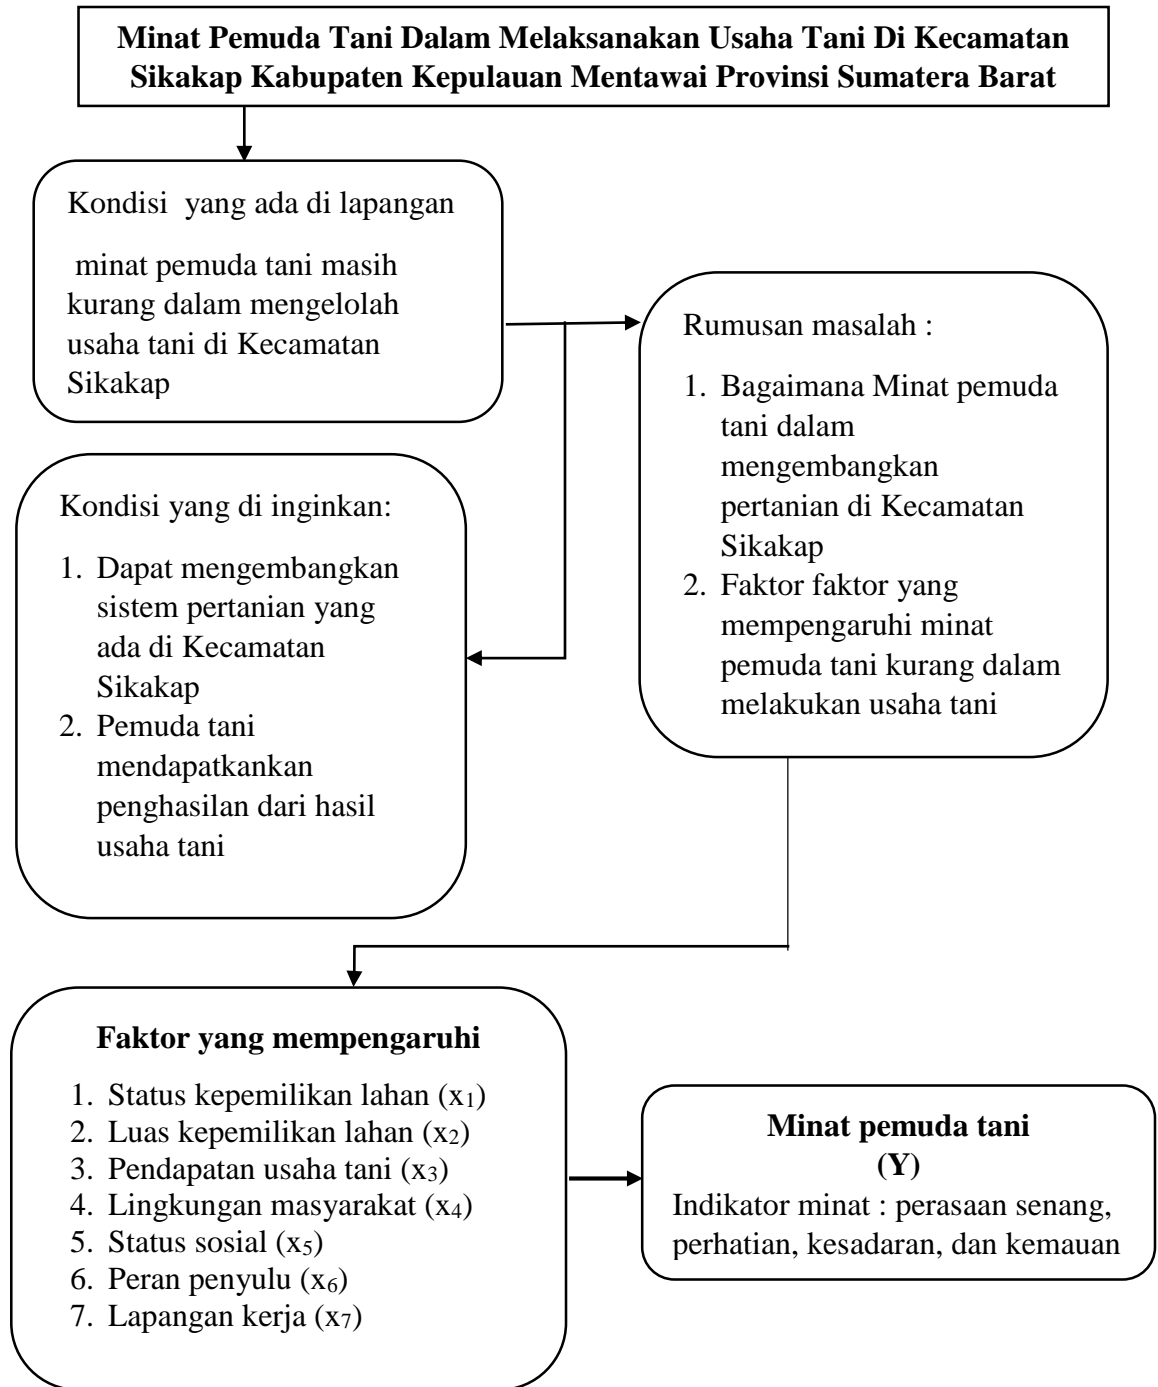 Minat Pemuda Tani Dalam Melaksanakan Usaha Tani Di Kecamatan
Sikakap Kabupaten Kepulauan Mentawai Provinsi Sumatera Barat
Kondisi yang ada di lapangan
minat pemuda tani masih
kurang dalam mengelolah
usaha tani di Kecamatan
Sikakap
Rumusan masalah :
1. Bagaimana Minat pemuda
tani dalam
mengembangkan
pertanian di Kecamatan
Sikakap
2. Faktor faktor yang
mempengaruhi minat
pemuda tani kurang dalam
melakukan usaha tani
Kondisi yang di inginkan:
1. Dapat mengembangkan
sistem pertanian yang
ada di Kecamatan
Sikakap
2. Pemuda tani
mendapatkankan
penghasilan dari hasil
usaha tani
Faktor yang mempengaruhi
1. Status kepemilikan lahan (x₁)
2. Luas kepemilikan lahan (x₂)
3. Pendapatan usaha tani (x₃)
4. Lingkungan masyarakat (x₄)
5. Status sosial (x₅)
6. Peran penyulu (x₆)
7. Lapangan kerja (x₇)
Minat pemuda tani
(Y)
Indikator minat : perasaan senang,
perhatian, kesadaran, dan kemauan